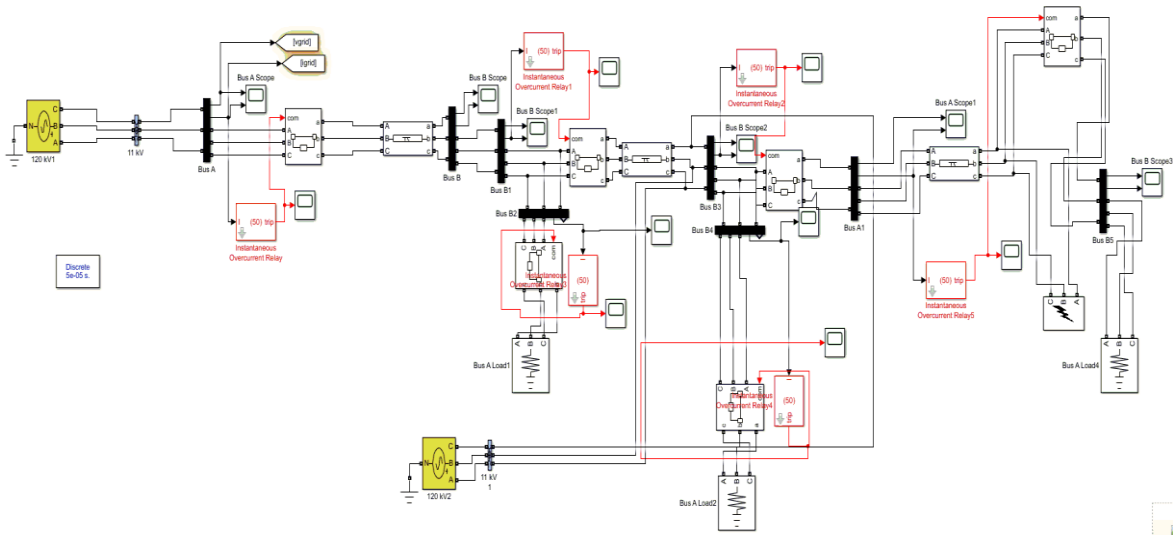 [vgrid]
[Igrid]
Bus A Scope
C
N
B
A
120 kV1
11 kV
Bus A
com
A
B
C
a
b
c
I (50) trip
Instantaneous
Overcurrent Relay
Discrete
5e-05 s.
A
B
C
a
b
c
Bus B Scope
Bus B
Bus B1
Bus B Scope1
I (50) trip
Instantaneous
Overcurrent Relay1
com
A
B
C
a
b
c
A
B
C
a
b
c
Bus B2
C
B
A
com
Instantaneous
Overcurrent Relay3
I
(50)
trip
A
B
C
Bus A Load1
I (50) trip
Instantaneous
Overcurrent Relay2
Bus B Scope2
Bus B3
com
A
B
C
a
b
c
Bus B4
C
B
A
com
Instantaneous
Overcurrent Relay4
c
b
a
I
(50)
trip
A
B
C
Bus A Load2
C
N
B
A
120 kV2
11 kV
1
Bus A Scope1
Bus A1
A
B
C
a
b
c
com
A
B
C
a
b
c
I (50) trip
Instantaneous
Overcurrent Relay5
C
B
A
Bus B Scope3
Bus B5
A
B
C
Bus A Load4